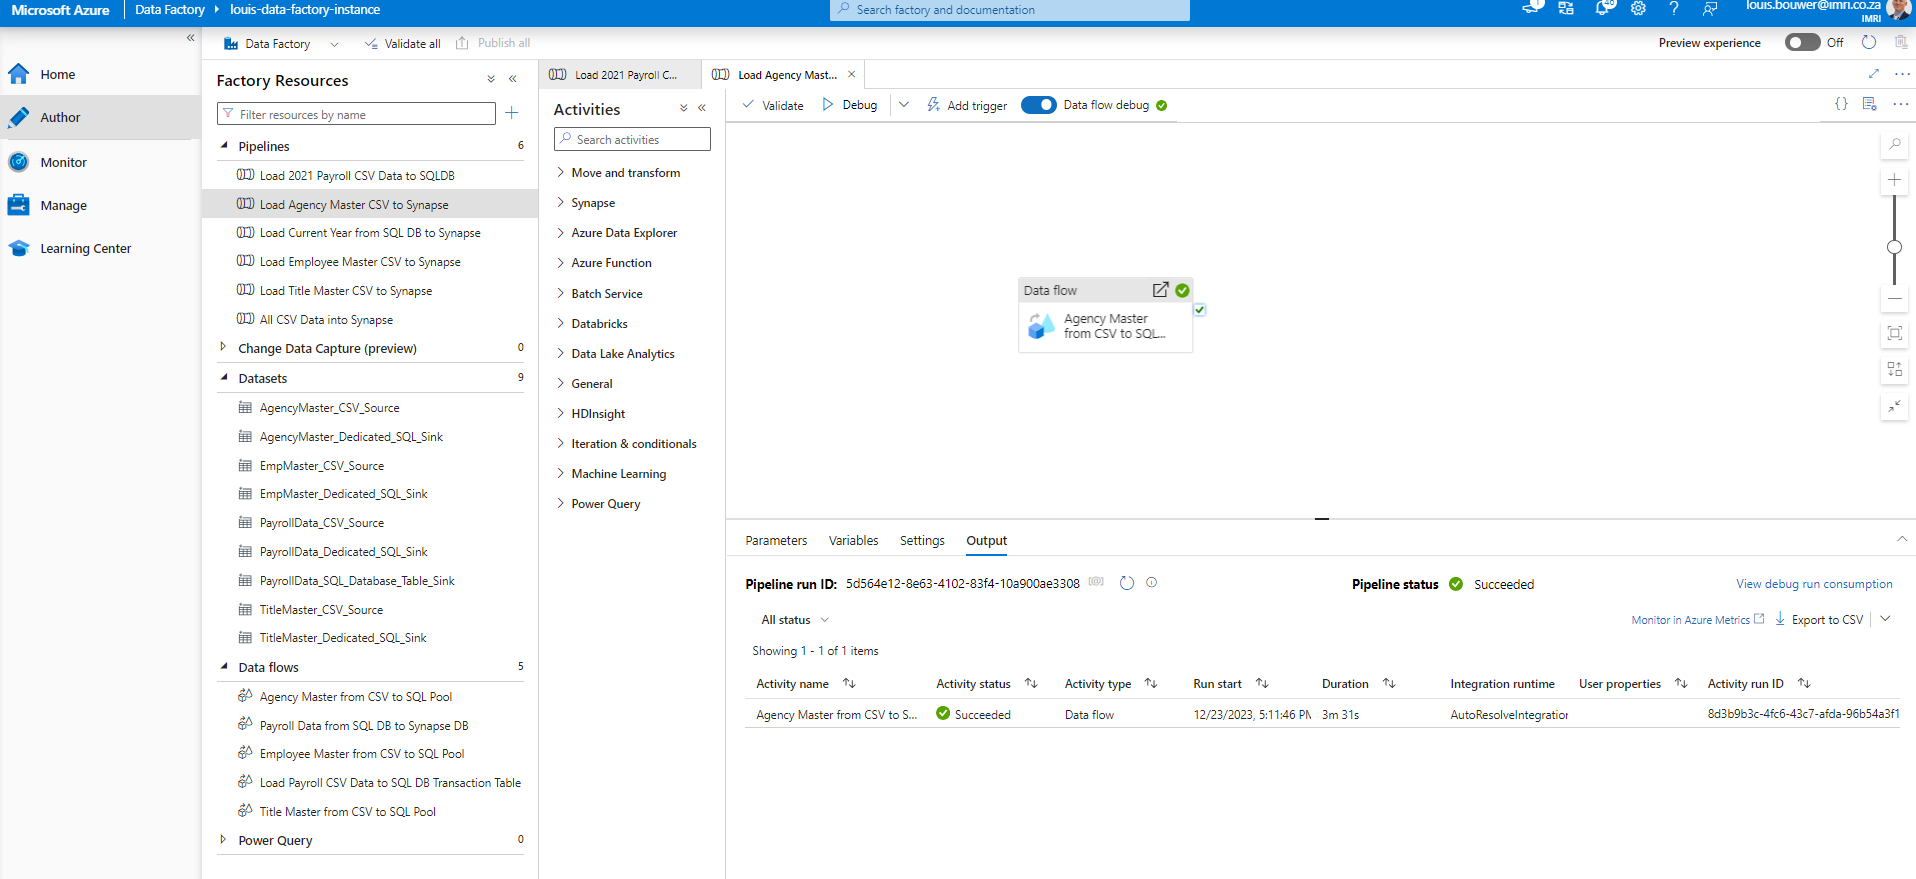 Microsoft Azure Data Factory louis-data-factory-instance Search factory and documentation louis.bouwer@imri.co.za
IMRI
Data Factory Validate all Publish all Preview experience Off
Home
Author
Monitor
Manage
Learning Center
Factory Resources
Filter resources by name
Pipelines 6
Load 2021 Payroll CSV Data to SQLDB
Load Agency Master CSV to Synapse
Load Current Year from SQL DB to Synapse
Load Employee Master CSV to Synapse
Load Title Master CSV to Synapse
All CSV Data into Synapse
Change Data Capture (preview) 0
Datasets 9
AgencyMaster_CSV_Source
AgencyMaster_Dedicated_SQL_Sink
EmpMaster_CSV_Source
EmpMaster_Dedicated_SQL_Sink
PayrollData_CSV_Source
PayrollData_Dedicated_SQL_Sink
PayrollData_SQL_Database_Table_Sink
TitleMaster_CSV_Source
TitleMaster_Dedicated_SQL_Sink
Data flows 5
Agency Master from CSV to SQL Pool
Payroll Data from SQL DB to Synapse DB
Employee Master from CSV to SQL Pool
Load Payroll CSV Data to SQL DB Transaction Table
Title Master from CSV to SQL Pool
Power Query 0
Load 2021 Payroll C... Load Agency Mast...
Activities
Search activities
Move and transform
Synapse
Azure Data Explorer
Azure Function
Batch Service
Databricks
Data Lake Analytics
General
HDInsight
Iteration & conditionals
Machine Learning
Power Query
Validate Debug Add trigger Data flow debug
Data flow
Agency Master
from CSV to SQL...
Parameters Variables Settings Output
Pipeline run ID: 5d564e12-8e63-4102-83f4-10a900ae3308 Pipeline status Succeeded View debug run consumption
All status Monitor in Azure Metrics Export to CSV
Showing 1 - 1 of 1 items
Activity name Activity status Activity type Run start Duration Integration runtime User properties Activity run ID
Agency Master from CSV to S... Succeeded Data flow 12/23/2023, 5:11:46 PM 3m 31s AutoResolveIntegration 8d3b9b3c-4fc6-43c7-afda-96b54a3f1